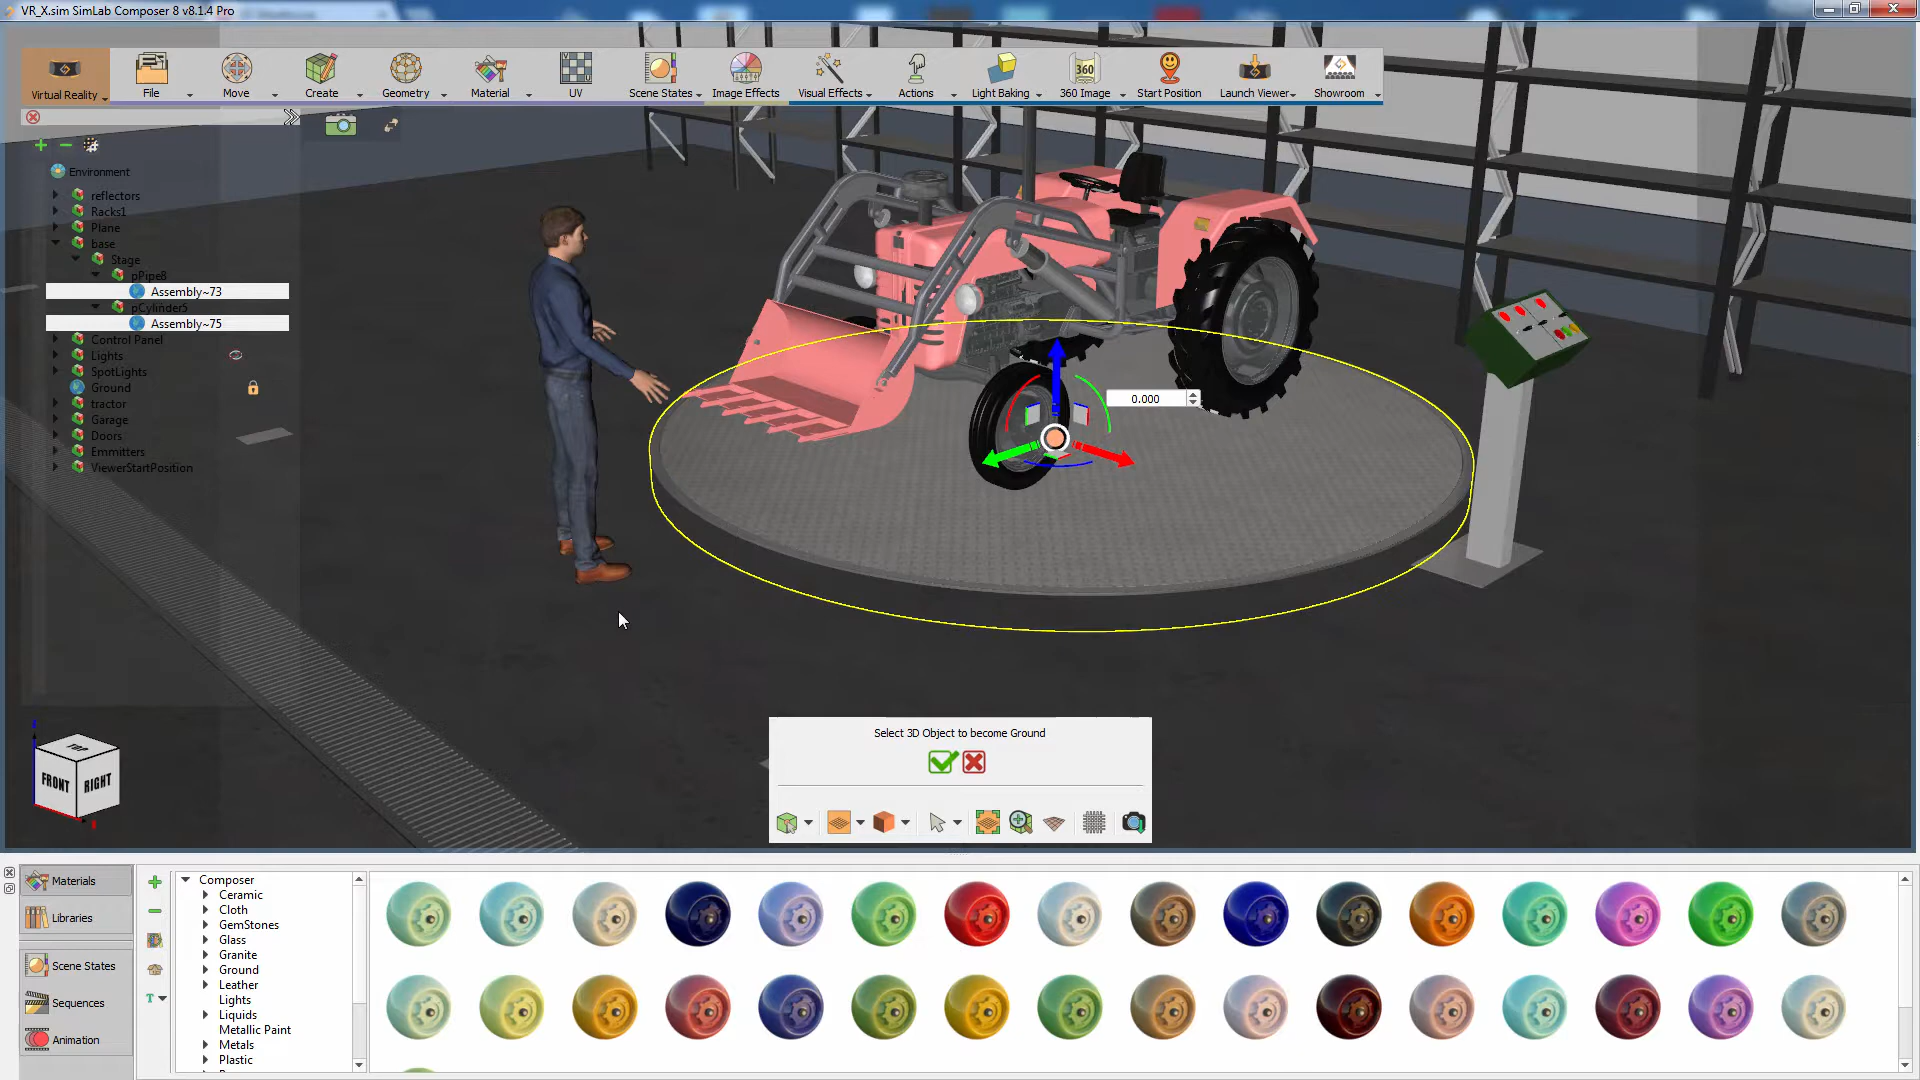 VR_X.sim SimLab Composer 8 v8.1.4 Pro
Virtual Reality
File
Move
Create
Geometry
Material
U
V
UV
Scene States
Image Effects
Visual Effects
Actions
Light Baking
360
360 Image
Start Position
Launch Viewer
Showroom
Environment
reflectors
Racks1
Plane
base
Stage
pPipe8
Assembly~73
pCylinder5
Assembly~75
Control Panel
Lights
SpotLights
Ground
tractor
Garage
Doors
Emmitters
ViewerStartPosition
0.000
TOP
FRONT
RIGHT
Select 3D Object to become Ground
Materials
Libraries
Scene States
Sequences
Animation
T
Composer
Ceramic
Cloth
GemStones
Glass
Granite
Ground
Leather
Lights
Liquids
Metallic Paint
Metals
Plastic